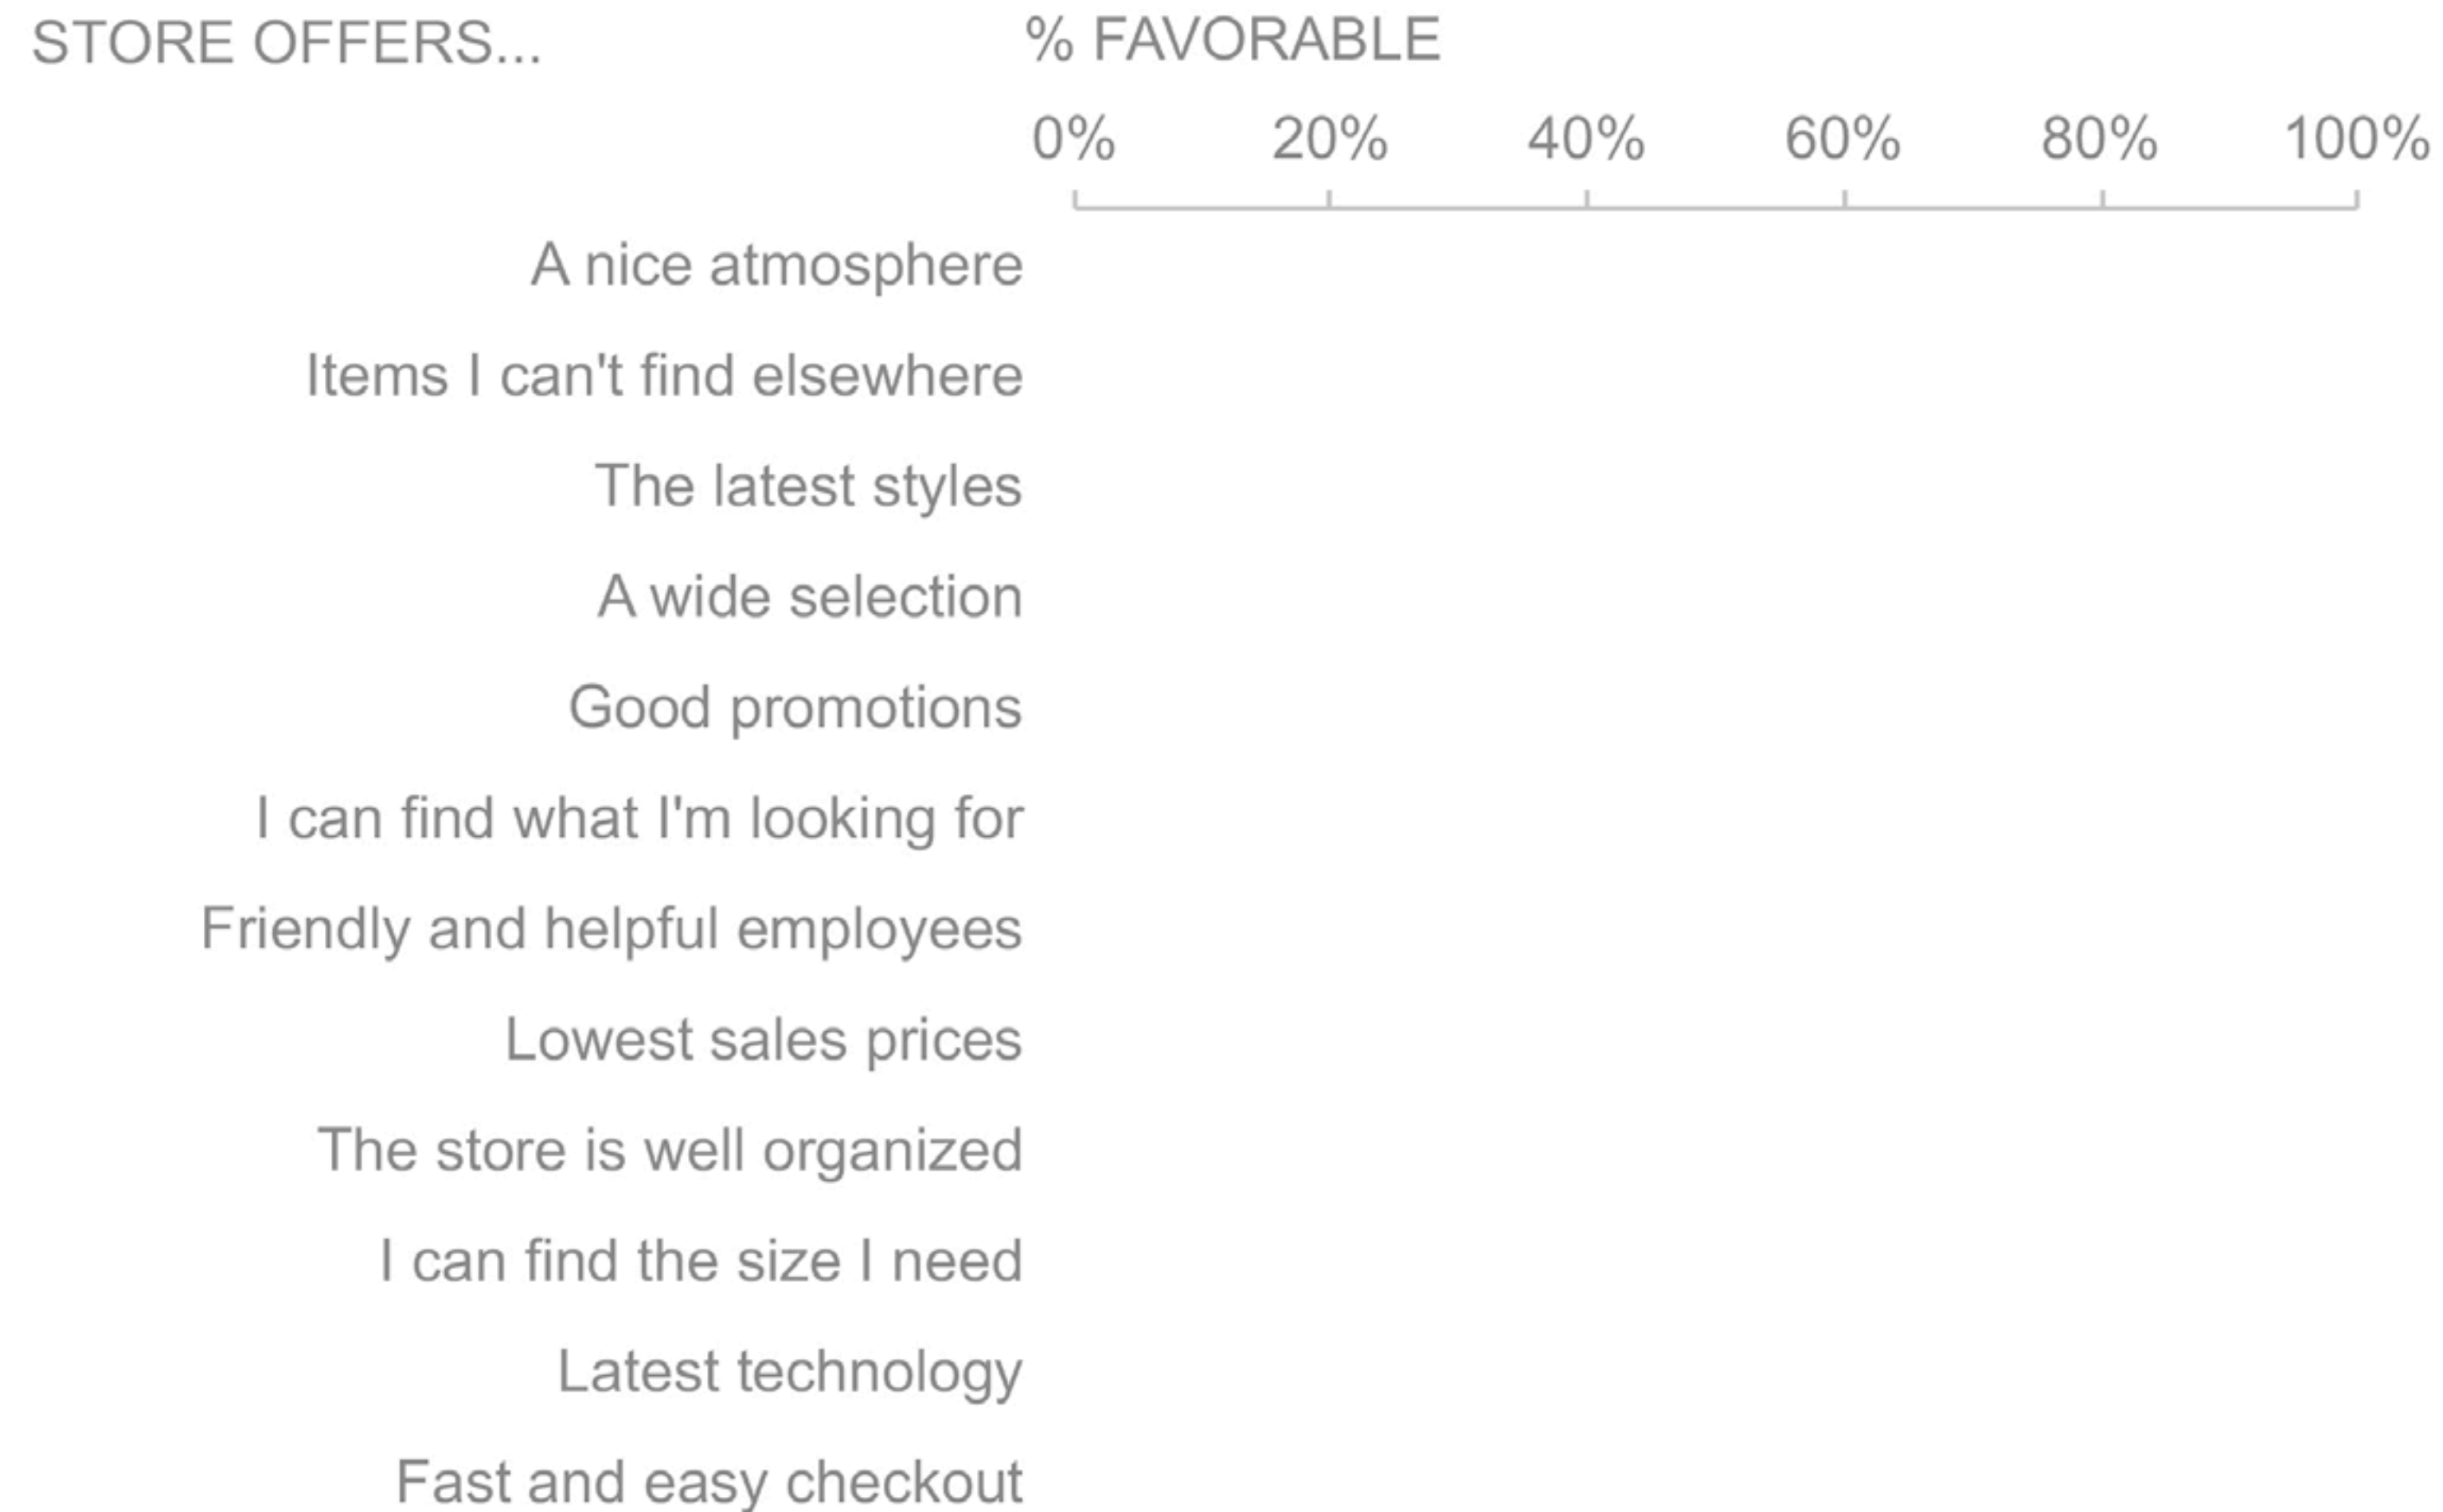 STORE OFFERS...
% FAVORABLE
0% 20% 40% 60% 80% 100%
A nice atmosphere
Items I can't find elsewhere
The latest styles
A wide selection
Good promotions
I can find what I'm looking for
Friendly and helpful employees
Lowest sales prices
The store is well organized
I can find the size I need
Latest technology
Fast and easy checkout